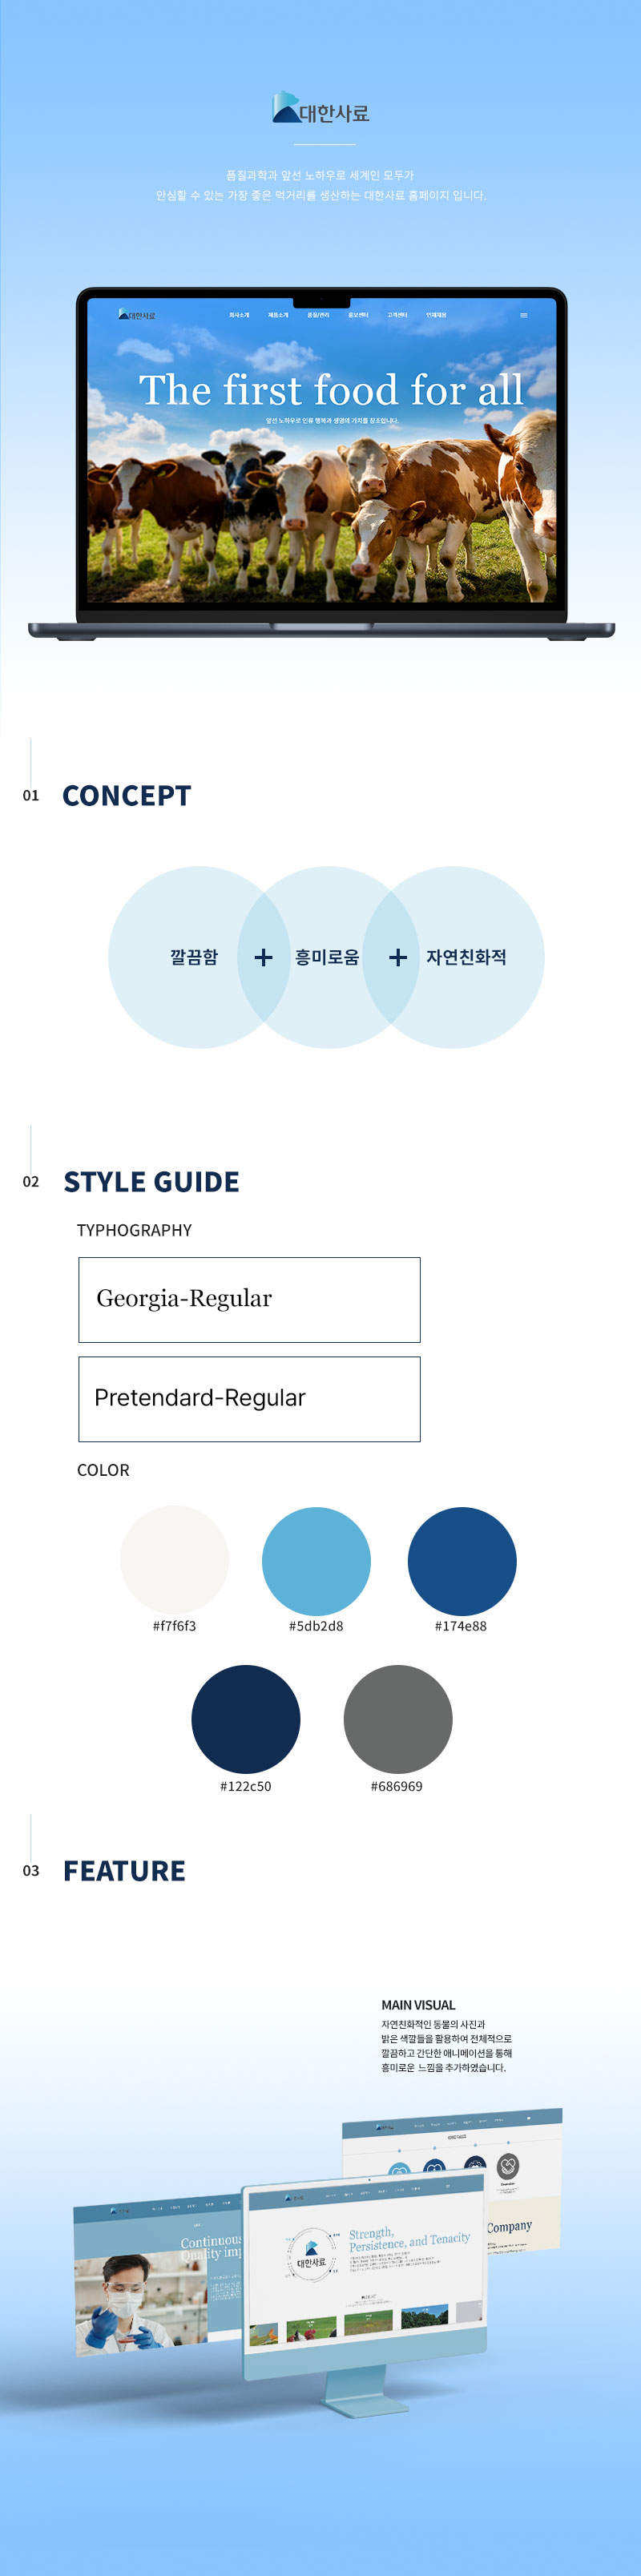 대한사료
품질과학과 앞선 노하우로 세계인 모두가
안심할 수 있는 가장 좋은 먹거리를 생산하는 대한사료 홈페이지 입니다.
대한사료
회사소개 제품소개 품질/연리 홍보센터 고객센터 인재채용
The first food for all
앞선 노하우로 인류 행복과 생명의 가치를 창조합니다.
01 CONCEPT
깔끔함 + 흥미로움 + 자연친화적
02 STYLE GUIDE
TYPHOGRAPHY
Georgia-Regular
Pretendard-Regular
COLOR
#f7f6f3
#5db2d8
#174e88
#122c50
#686969
03 FEATURE
MAIN VISUAL
자연친화적인 동물의 사진과
밝은 색깔들을 활용하여 전체적으로
깔끔하고 간단한 애니메이션을 통해
흥미로운 느낌을 추가하였습니다.
Company
Continuous
Quality
대한사료
Strength,
Persistence, and Tenacity